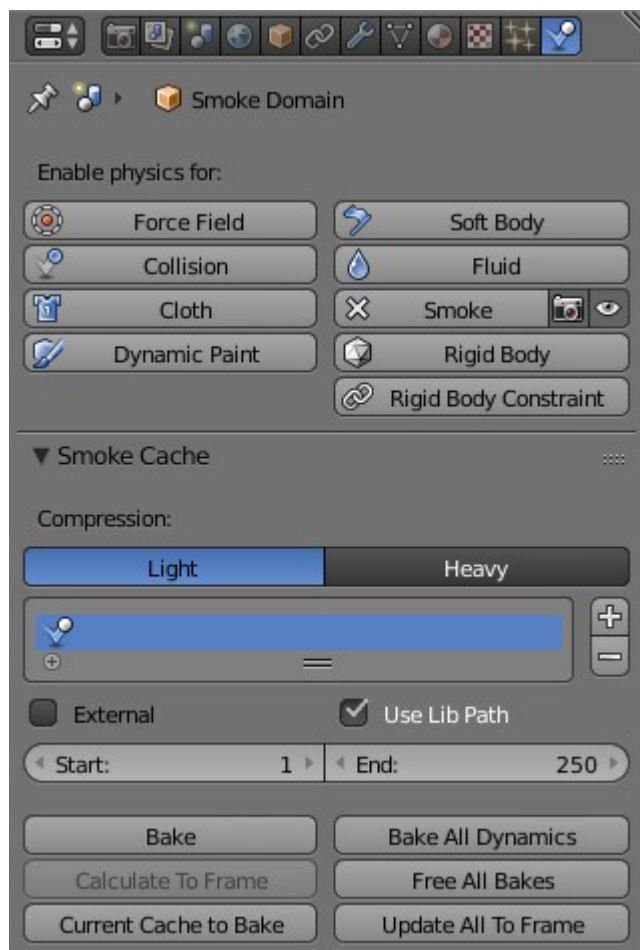 Smoke Domain
Enable physics for:
Force Field Soft Body
Collision Fluid
Cloth Smoke
Dynamic Paint Rigid Body
Rigid Body Constraint
Smoke Cache
Compression:
Light Heavy
External Use Lib Path
Start: 1 End: 250
Bake Bake All Dynamics
Calculate To Frame Free All Bakes
Current Cache to Bake Update All To Frame